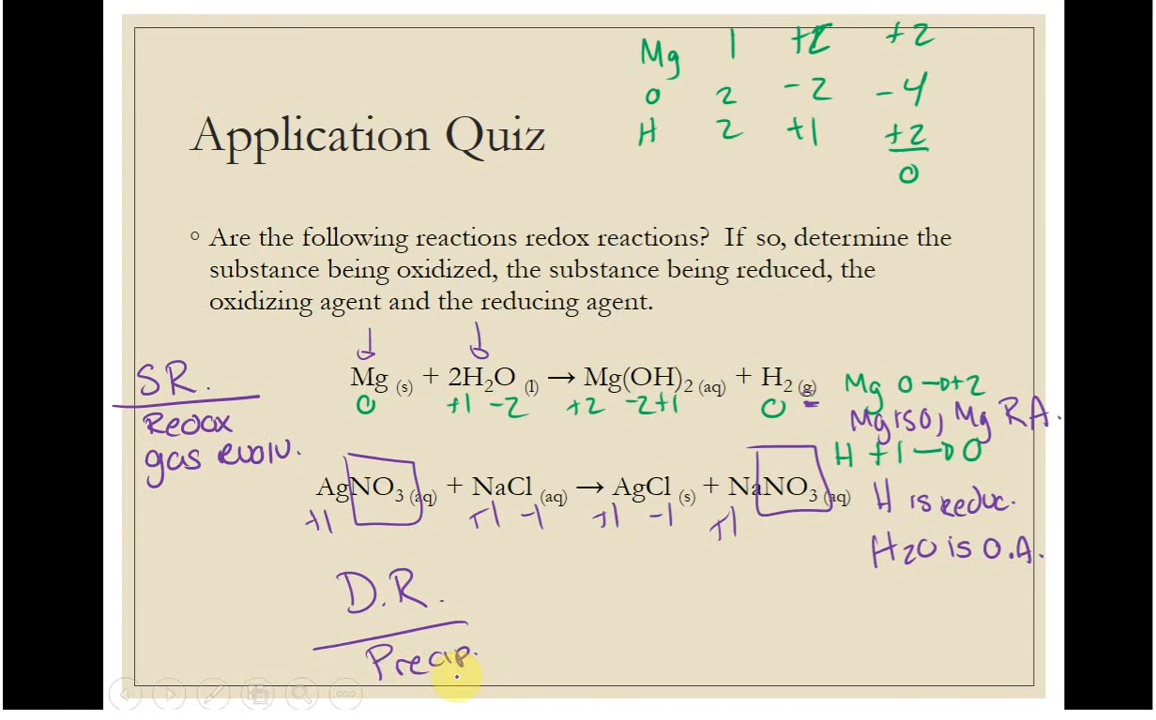 Mg 1 +2 +2
O 2 -2 -4
H 2 +1 +2
0
Application Quiz
◦ Are the following reactions redox reactions? If so, determine the
substance being oxidized, the substance being reduced, the
oxidizing agent and the reducing agent.
SR.
Redox
gas evolv.
Mg (s) + 2H₂O (l) → Mg(OH)₂ (aq) + H₂ (g)
0 +1 -2 +2 -2+1 0
Mg 0 → +2
Mg is O, Mg RA.
H +1 → 0
H is reduc.
H₂O is O.A.
AgNO₃ (aq) + NaCl (aq) → AgCl (s) + NaNO₃ (aq)
+1 +1 -1 +1 -1 +1
D.R.
Precip.